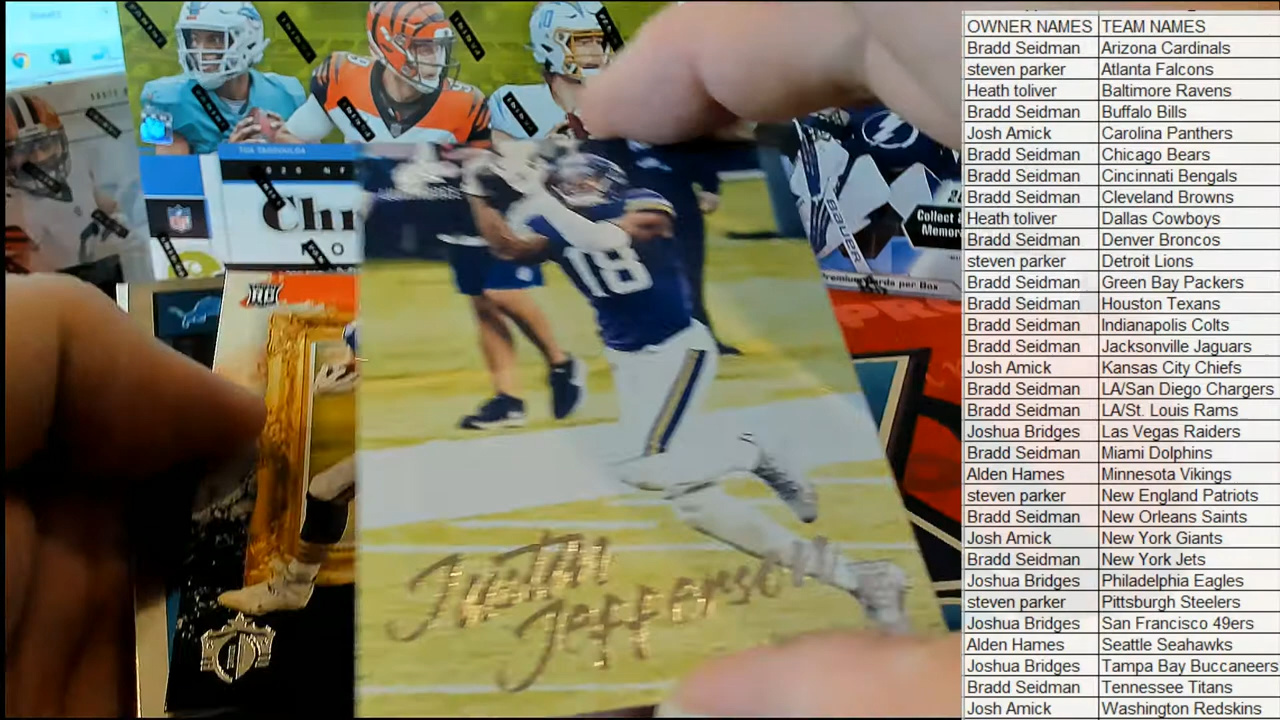 OWNER NAMES TEAM NAMES
Bradd Seidman Arizona Cardinals
steven parker Atlanta Falcons
Heath toliver Baltimore Ravens
Bradd Seidman Buffalo Bills
Josh Amick Carolina Panthers
Bradd Seidman Chicago Bears
Bradd Seidman Cincinnati Bengals
Bradd Seidman Cleveland Browns
Heath toliver Dallas Cowboys
Bradd Seidman Denver Broncos
steven parker Detroit Lions
Bradd Seidman Green Bay Packers
Bradd Seidman Houston Texans
Bradd Seidman Indianapolis Colts
Bradd Seidman Jacksonville Jaguars
Josh Amick Kansas City Chiefs
Bradd Seidman LA/San Diego Chargers
Bradd Seidman LA/St. Louis Rams
Joshua Bridges Las Vegas Raiders
Bradd Seidman Miami Dolphins
Alden Hames Minnesota Vikings
steven parker New England Patriots
Bradd Seidman New Orleans Saints
Josh Amick New York Giants
Bradd Seidman New York Jets
Joshua Bridges Philadelphia Eagles
steven parker Pittsburgh Steelers
Joshua Bridges San Francisco 49ers
Alden Hames Seattle Seahawks
Joshua Bridges Tampa Bay Buccaneers
Bradd Seidman Tennessee Titans
Josh Amick Washington Redskins
Chr
NFL
BAUER
Collect
18
Justin
Jefferson